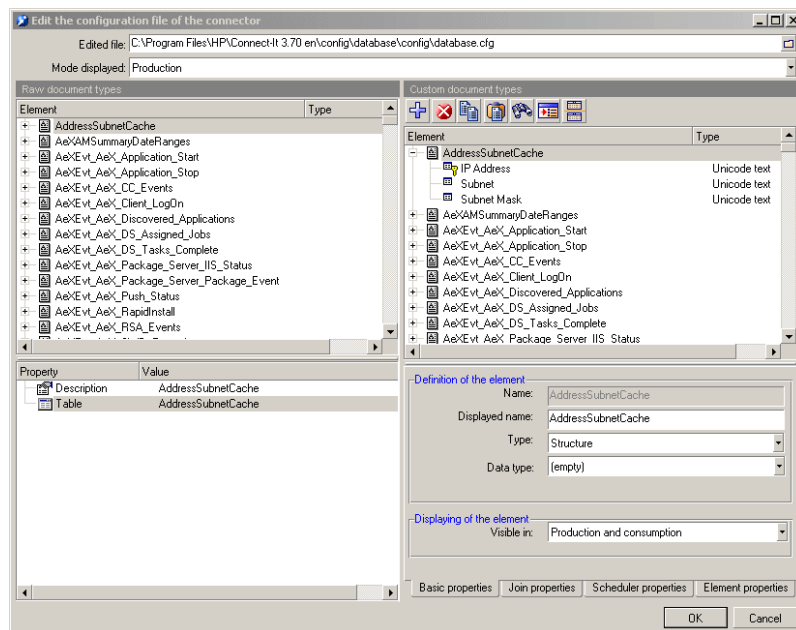 Edit the configuration file of the connector
Edited file: C:\Program Files\HP\Connect-It 3.70 en\config\database\config\database.cfg
Mode displayed: Production
Raw document types
Element Type
AddressSubnetCache
AeXAMSummaryDateRanges
AeXEvt_AeX_Application_Start
AeXEvt_AeX_Application_Stop
AeXEvt_AeX_CC_Events
AeXEvt_AeX_Client_LogOn
AeXEvt_AeX_Discovered_Applications
AeXEvt_AeX_DS_Assigned_Jobs
AeXEvt_AeX_DS_Tasks_Complete
AeXEvt_AeX_Package_Server_IIS_Status
AeXEvt_AeX_Package_Server_Package_Event
AeXEvt_AeX_Push_Status
AeXEvt_AeX_RapidInstall
AeXEvt_AeX_RSA_Events
Property Value
Description AddressSubnetCache
Table AddressSubnetCache
Custom document types
Element Type
AddressSubnetCache
IP Address Unicode text
Subnet Unicode text
Subnet Mask Unicode text
AeXAMSummaryDateRanges
AeXEvt_AeX_Application_Start
AeXEvt_AeX_Application_Stop
AeXEvt_AeX_CC_Events
AeXEvt_AeX_Client_LogOn
AeXEvt_AeX_Discovered_Applications
AeXEvt_AeX_DS_Assigned_Jobs
AeXEvt_AeX_DS_Tasks_Complete
AeXEvt_AeX_Package_Server_IIS_Status
Definition of the element
Name: AddressSubnetCache
Displayed name: AddressSubnetCache
Type: Structure
Data type: (empty)
Displaying of the element
Visible in: Production and consumption
Basic properties Join properties Scheduler properties Element properties
OK Cancel